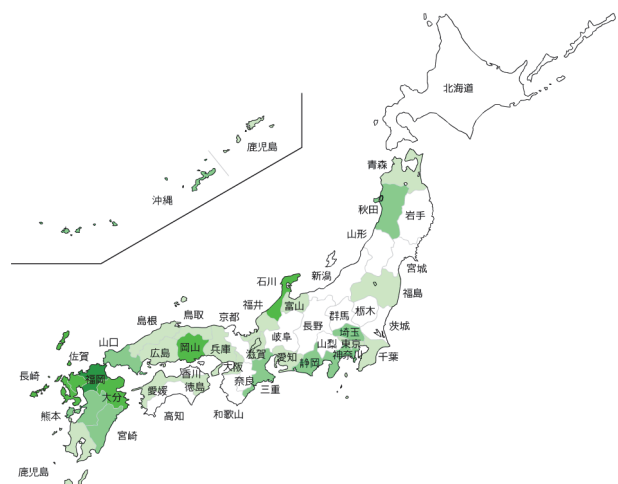 北海道
鹿児島
沖縄
青森
秋田
岩手
山形
宮城
石川
新潟
福島
福井
富山
鳥取
京都
群馬
栃木
島根
長野
茨城
山口
岐阜
埼玉
佐賀
広島
岡山
兵庫
滋賀
愛知
山梨
東京
静岡
神奈川
千葉
長崎
福岡
香川
大阪
奈良
大分
愛媛
徳島
三重
熊本
高知
和歌山
宮崎
鹿児島